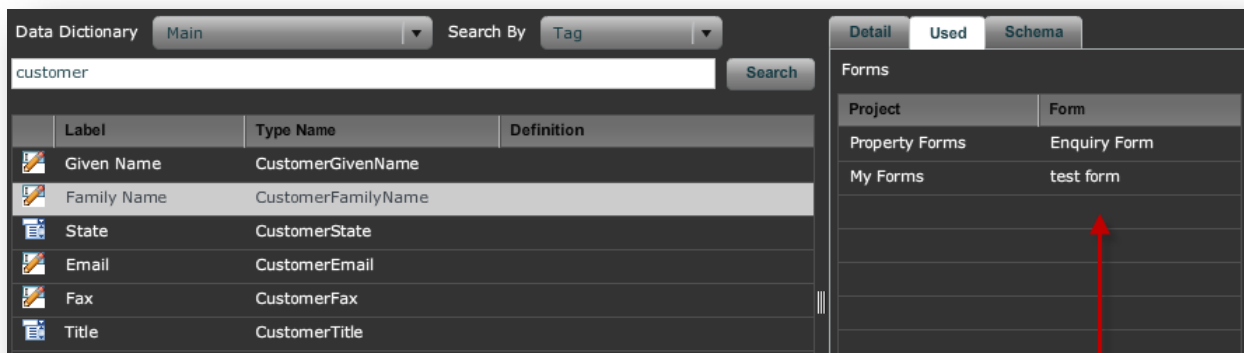 Data Dictionary Main Search By Tag
customer Search
Label Type Name Definition
Given Name CustomerGivenName
Family Name CustomerFamilyName
State CustomerState
Email CustomerEmail
Fax CustomerFax
Title CustomerTitle
Detail Used Schema
Forms
Project Form
Property Forms Enquiry Form
My Forms test form